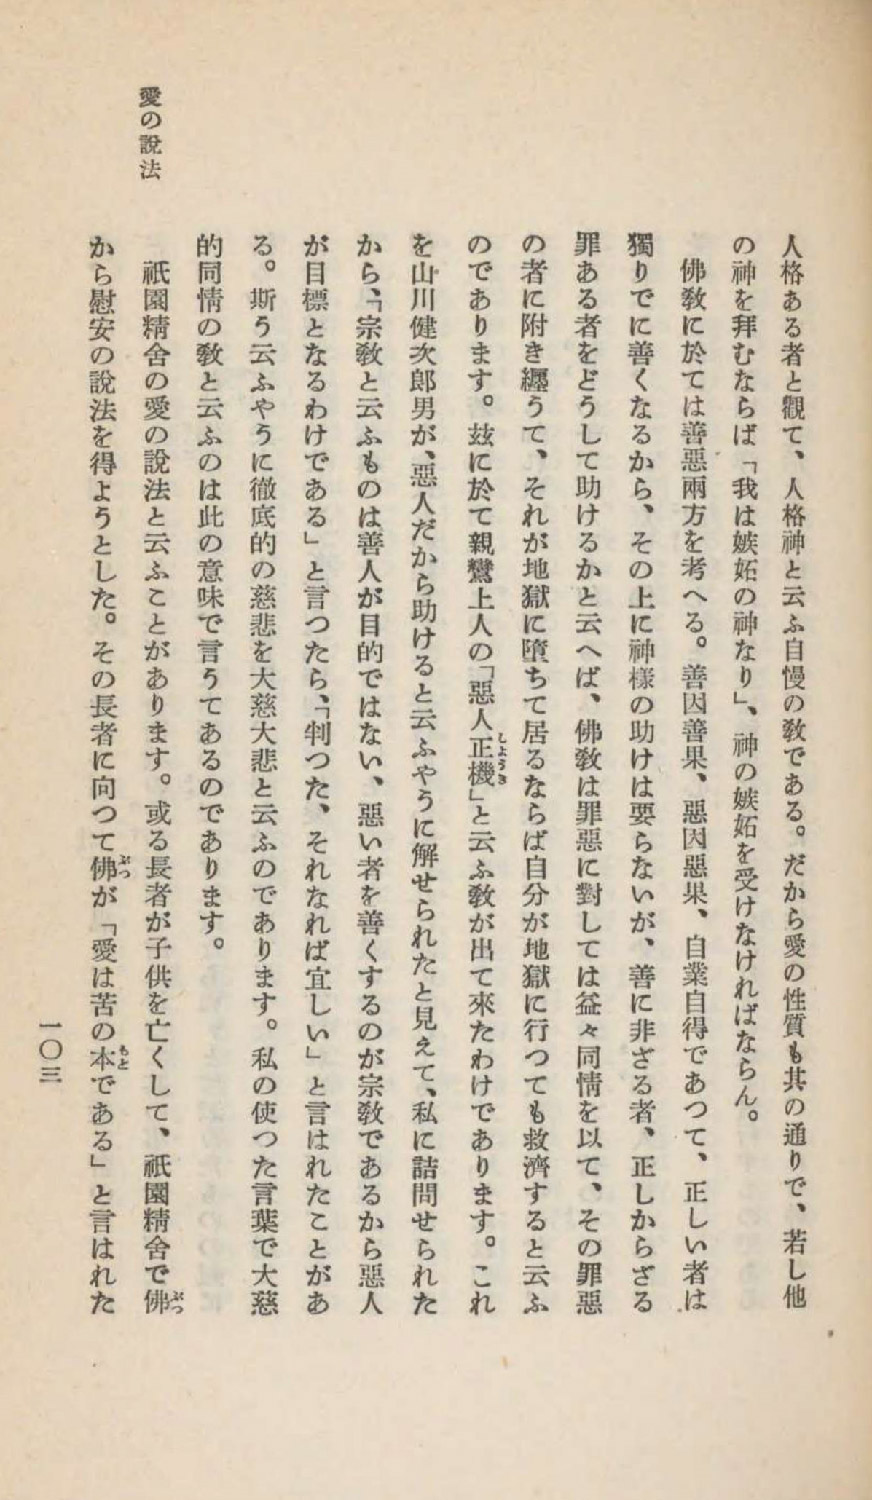 愛の說法
人格ある者と觀て、人格神と云ふ自慢の敎である。だから愛の性質も其の通りで、若し他
の神を拜むならば「我は嫉妬の神なり」、神の嫉妬を受けなければならん。
佛敎に於ては善惡兩方を考へる。善因善果、惡因惡果、自業自得であつて、正しい者は
獨りでに善くなるから、その上に神樣の助けは要らないが、善に非ざる者、正しからざる
罪ある者をどうして助けるかと云へば、佛敎は罪惡に對しては益々同情を以て、その罪惡
の者に附き纒うて、それが地獄に墮ちて居るならば自分が地獄に行つても救濟すると云ふ
のであります。玆に於て親鸞上人の「惡人正機」と云ふ敎が出て來たわけであります。これ
を山川健次郎男が、惡人だから助けると云ふやうに解せられたと見えて、私に詰問せられた
から、「宗敎と云ふものは善人が目的ではない、惡い者を善くするのが宗敎であるから惡人
が目標となるわけである」と言つたら、「判つた、それなれば宜しい」と言はれたことがあ
る。斯う云ふやうに徹底的の慈悲を大慈大悲と云ふのであります。私の使つた言葉で大慈
的同情の敎と云ふのは此の意味で言うてあるのであります。
祇園精舍の愛の說法と云ふことがあります。或る長者が子供を亡くして、祇園精舍で佛
から慰安の說法を得ようとした。その長者に向つて佛が「愛は苦の本である」と言はれた
一〇三